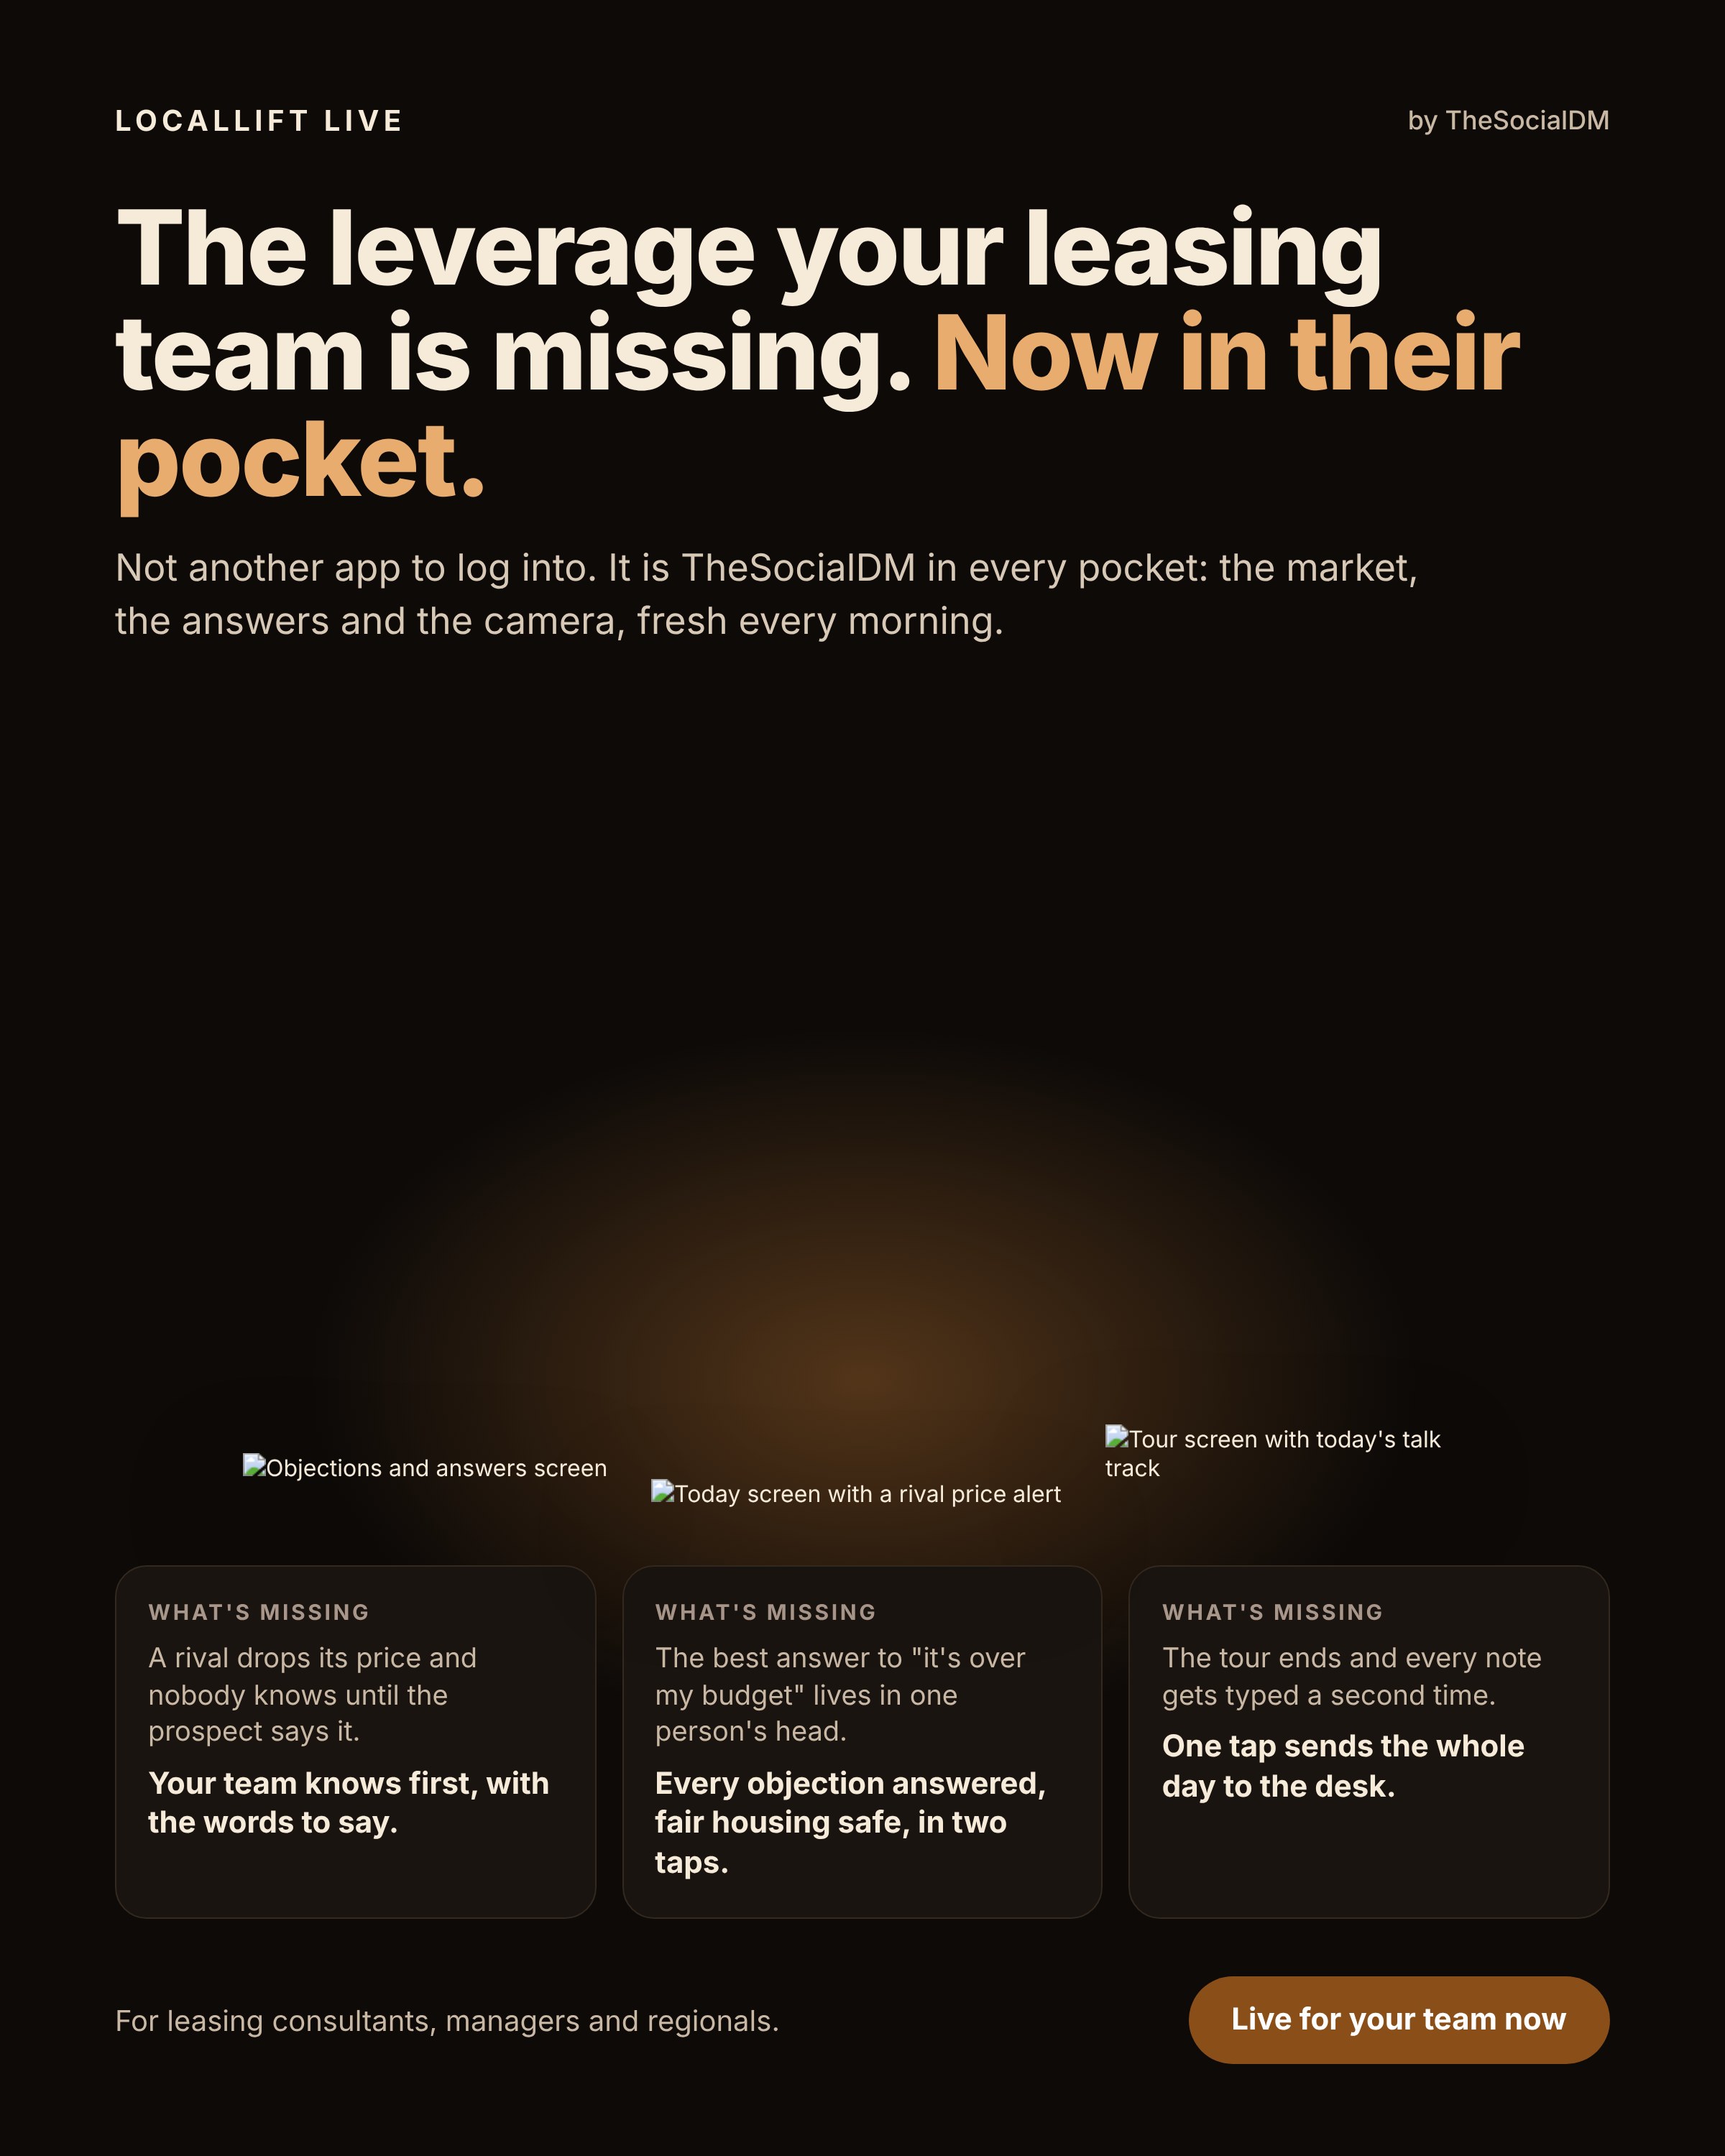 LOCALLIFT LIVE
by TheSocialDM
The leverage your leasing
team is missing. Now in their
pocket.
Not another app to log into. It is TheSocialDM in every pocket: the market,
the answers and the camera, fresh every morning.
Objections and answers screen
Today screen with a rival price alert
Tour screen with today's talk
track
WHAT'S MISSING
A rival drops its price and
nobody knows until the
prospect says it.
Your team knows first, with
the words to say.
WHAT'S MISSING
The best answer to "it's over
my budget" lives in one
person's head.
Every objection answered,
fair housing safe, in two
taps.
WHAT'S MISSING
The tour ends and every note
gets typed a second time.
One tap sends the whole
day to the desk.
For leasing consultants, managers and regionals.
Live for your team now